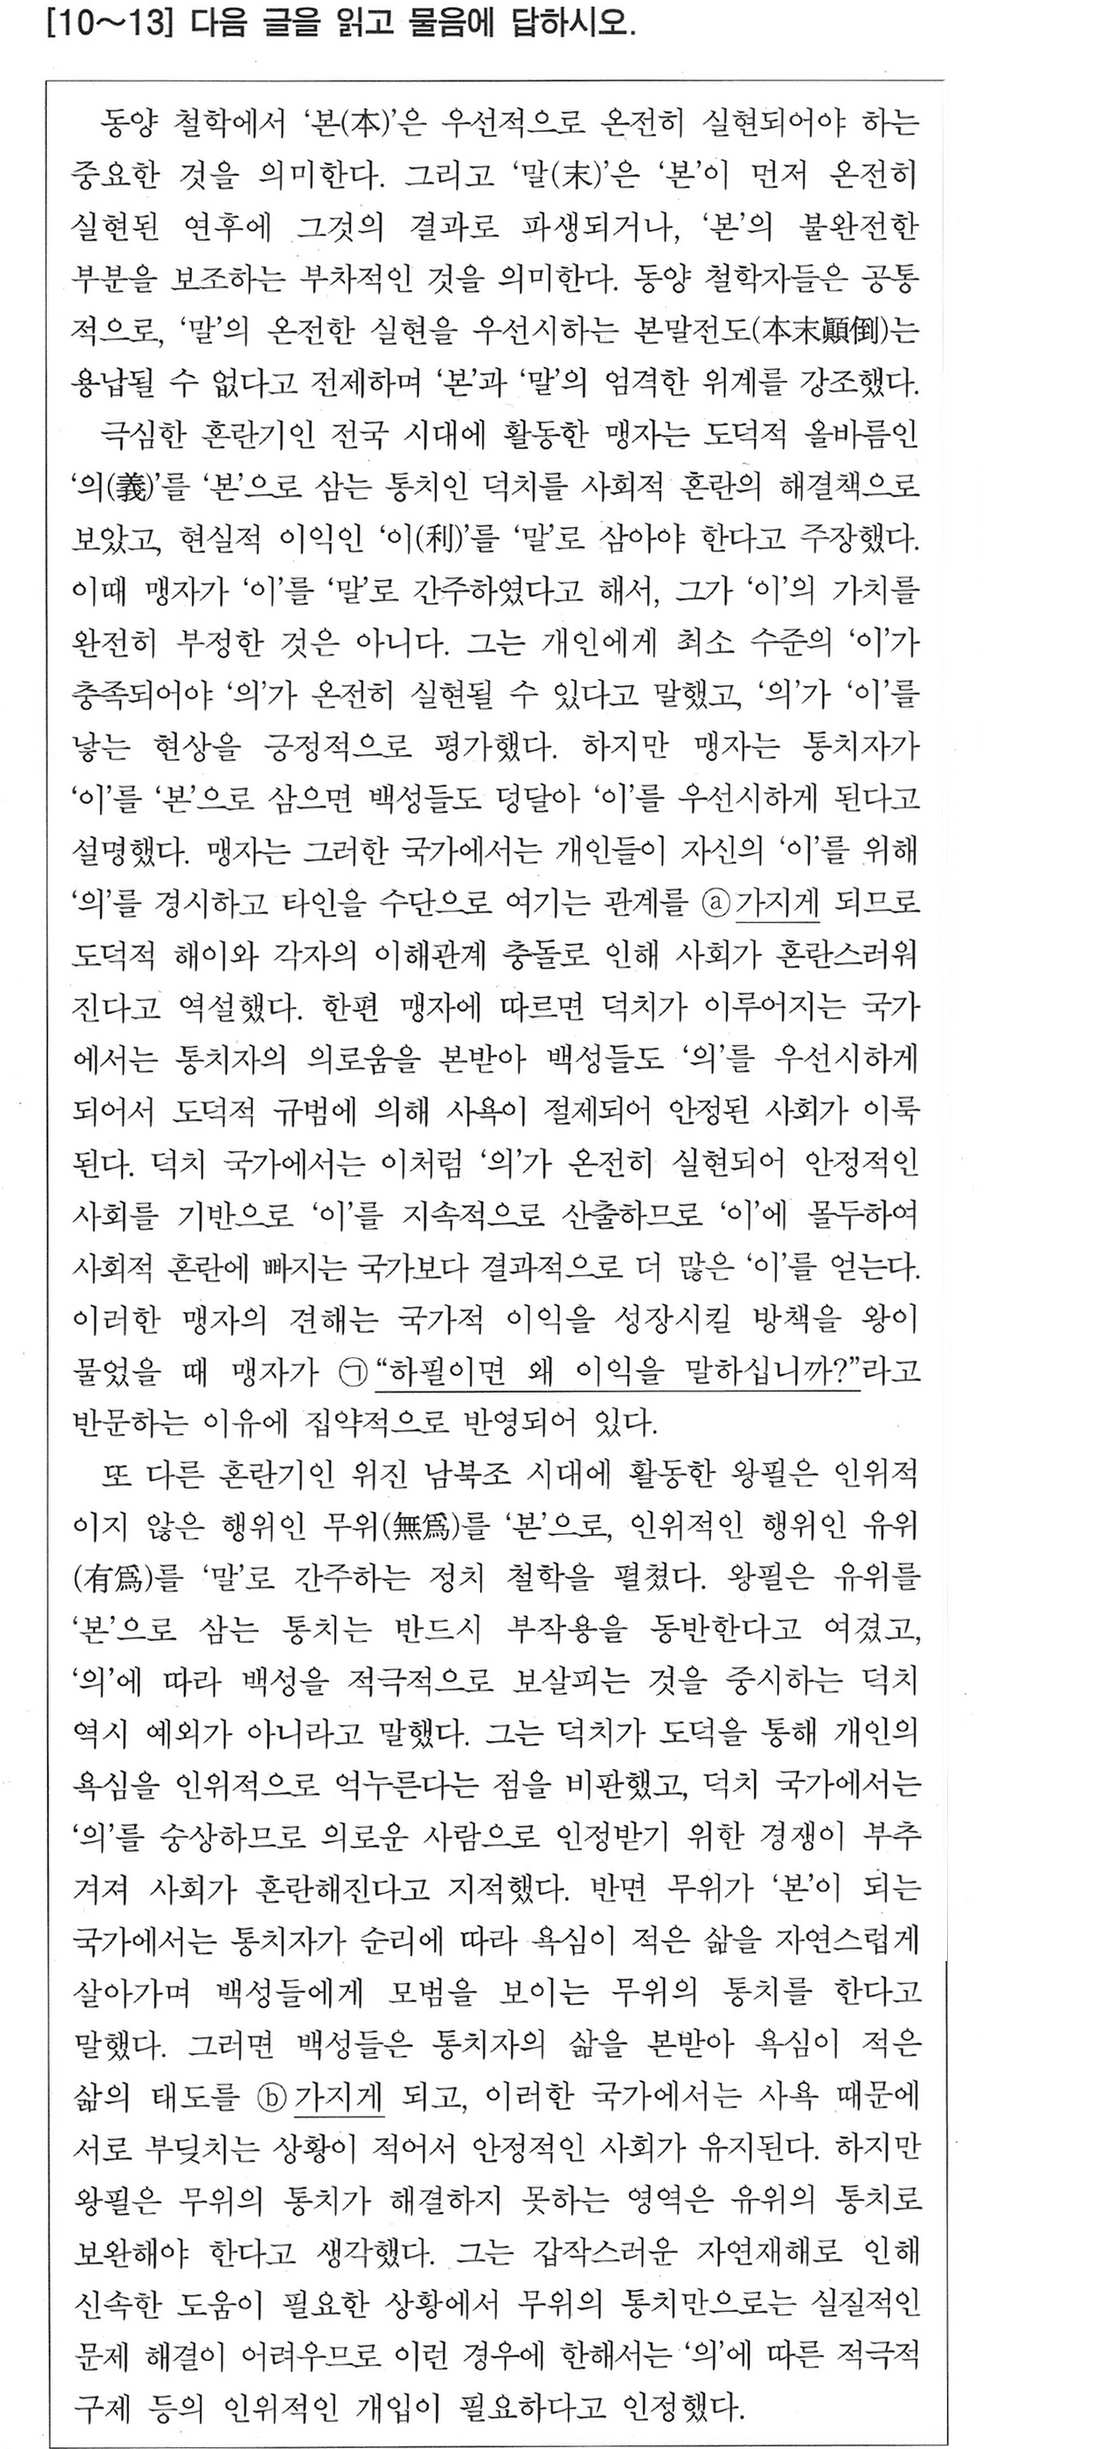 [10～13] 다음 글을 읽고 물음에 답하시오.
동양 철학에서 ‘본(本)’은 우선적으로 온전히 실현되어야 하는
중요한 것을 의미한다. 그리고 ‘말(末)’은 ‘본’이 먼저 온전히
실현된 연후에 그것의 결과로 파생되거나, ‘본’의 불완전한
부분을 보조하는 부차적인 것을 의미한다. 동양 철학자들은 공통
적으로, ‘말’의 온전한 실현을 우선시하는 본말전도(本末顚倒)는
용납될 수 없다고 전제하며 ‘본’과 ‘말’의 엄격한 위계를 강조했다.
극심한 혼란기인 전국 시대에 활동한 맹자는 도덕적 올바름인
‘의(義)’를 ‘본’으로 삼는 통치인 덕치를 사회적 혼란의 해결책으로
보았고, 현실적 이익인 ‘이(利)’를 ‘말’로 삼아야 한다고 주장했다.
이때 맹자가 ‘이’를 ‘말’로 간주하였다고 해서, 그가 ‘이’의 가치를
완전히 부정한 것은 아니다. 그는 개인에게 최소 수준의 ‘이’가
충족되어야 ‘의’가 온전히 실현될 수 있다고 말했고, ‘의’가 ‘이’를
낳는 현상을 긍정적으로 평가했다. 하지만 맹자는 통치자가
‘이’를 ‘본’으로 삼으면 백성들도 덩달아 ‘이’를 우선시하게 된다고
설명했다. 맹자는 그러한 국가에서는 개인들이 자신의 ‘이’를 위해
‘의’를 경시하고 타인을 수단으로 여기는 관계를 ⓐ가지게 되므로
도덕적 해이와 각자의 이해관계 충돌로 인해 사회가 혼란스러워
진다고 역설했다. 한편 맹자에 따르면 덕치가 이루어지는 국가
에서는 통치자의 의로움을 본받아 백성들도 ‘의’를 우선시하게
되어서 도덕적 규범에 의해 사욕이 절제되어 안정된 사회가 이룩
된다. 덕치 국가에서는 이처럼 ‘의’가 온전히 실현되어 안정적인
사회를 기반으로 ‘이’를 지속적으로 산출하므로 ‘이’에 몰두하여
사회적 혼란에 빠지는 국가보다 결과적으로 더 많은 ‘이’를 얻는다.
이러한 맹자의 견해는 국가적 이익을 성장시킬 방책을 왕이
물었을 때 맹자가 ㉠“하필이면 왜 이익을 말하십니까?”라고
반문하는 이유에 집약적으로 반영되어 있다.
또 다른 혼란기인 위진 남북조 시대에 활동한 왕필은 인위적
이지 않은 행위인 무위(無爲)를 ‘본’으로, 인위적인 행위인 유위
(有爲)를 ‘말’로 간주하는 정치 철학을 펼쳤다. 왕필은 유위를
‘본’으로 삼는 통치는 반드시 부작용을 동반한다고 여겼고,
‘의’에 따라 백성을 적극적으로 보살피는 것을 중시하는 덕치
역시 예외가 아니라고 말했다. 그는 덕치가 도덕을 통해 개인의
욕심을 인위적으로 억누른다는 점을 비판했고, 덕치 국가에서는
‘의’를 숭상하므로 의로운 사람으로 인정받기 위한 경쟁이 부추
겨져 사회가 혼란해진다고 지적했다. 반면 무위가 ‘본’이 되는
국가에서는 통치자가 순리에 따라 욕심이 적은 삶을 자연스럽게
살아가며 백성들에게 모범을 보이는 무위의 통치를 한다고
말했다. 그러면 백성들은 통치자의 삶을 본받아 욕심이 적은
삶의 태도를 ⓑ가지게 되고, 이러한 국가에서는 사욕 때문에
서로 부딪치는 상황이 적어서 안정적인 사회가 유지된다. 하지만
왕필은 무위의 통치가 해결하지 못하는 영역은 유위의 통치로
보완해야 한다고 생각했다. 그는 갑작스러운 자연재해로 인해
신속한 도움이 필요한 상황에서 무위의 통치만으로는 실질적인
문제 해결이 어려우므로 이런 경우에 한해서는 ‘의’에 따른 적극적
구제 등의 인위적인 개입이 필요하다고 인정했다.